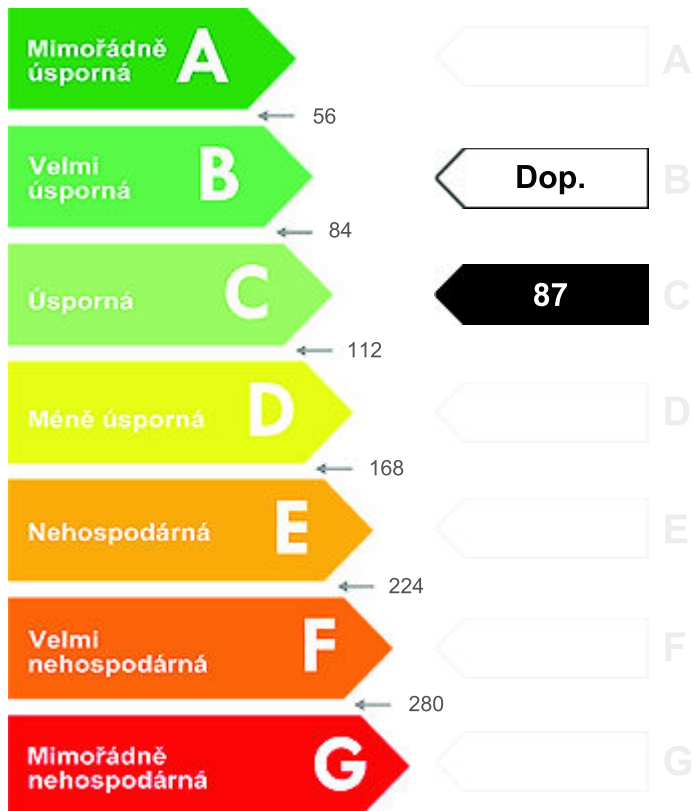 Mimořádně
úsporná
A
A
56
Velmi
úsporná
B
Dop.
B
84
Úsporná
C
87
C
112
Méně úsporná
D
D
168
Nehospodárná
E
E
224
Velmi
nehospodárná
F
F
280
Mimořádně
nehospodárná
G
G